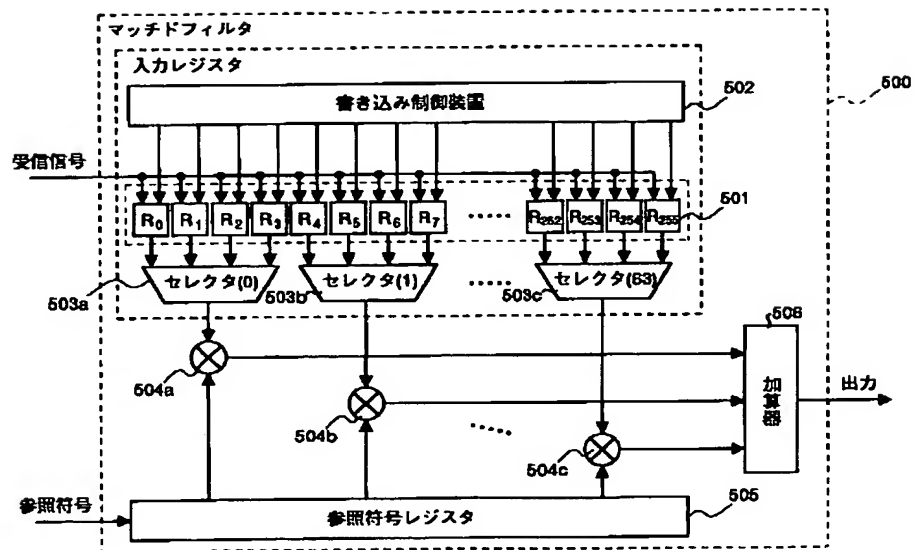 マッチドフィルタ
入力レジスタ
書き込み制御装置
502
500
受信信号
R0 R1 R2 R3 R4 R5 R6 R7 ...... R252 R253 R254 R255
501
セレクタ(0) セレクタ(1) ...... セレクタ(63)
503a 503b 503c
506
504a
504b
504c
加算器
出力
参照符号
参照符号レジスタ
505